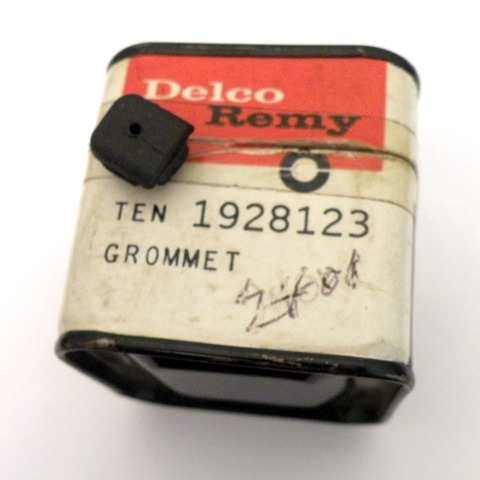 Delco
Remy
TEN 1928123
GROMMET